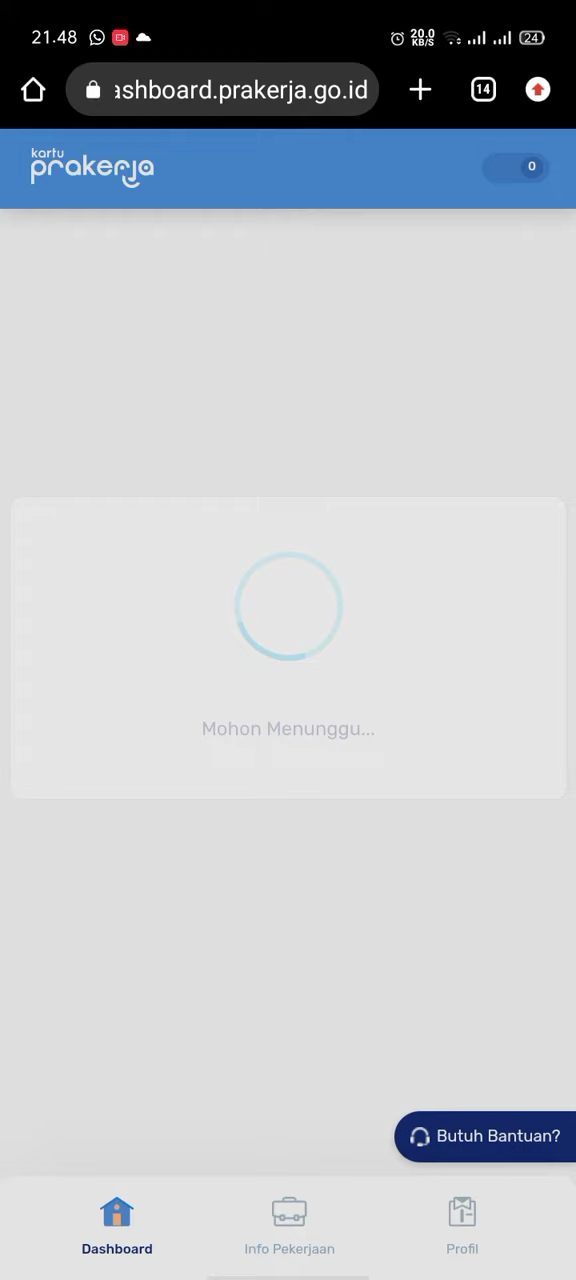 21.48 20.0 KB/S 24
ashboard.prakerja.go.id 14
kartu
prakerja 0
Mohon Menunggu...
Butuh Bantuan?
Dashboard Info Pekerjaan Profil